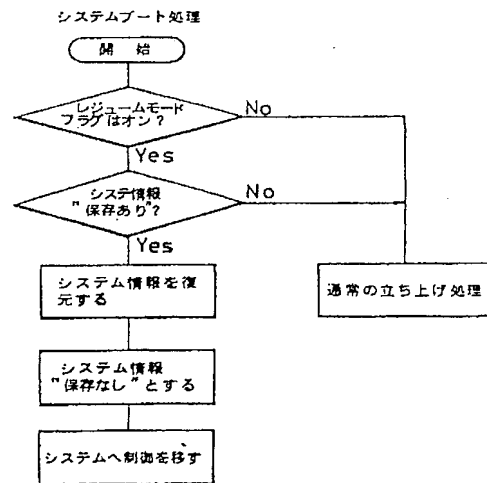 システムブート処理
開始
レジュームモード
フラグはオン？
No
Yes
システ情報
"保存あり"？
No
Yes
システム情報を復
元する
通常の立ち上げ処理
システム情報
"保存なし"とする
システムへ制御を移す